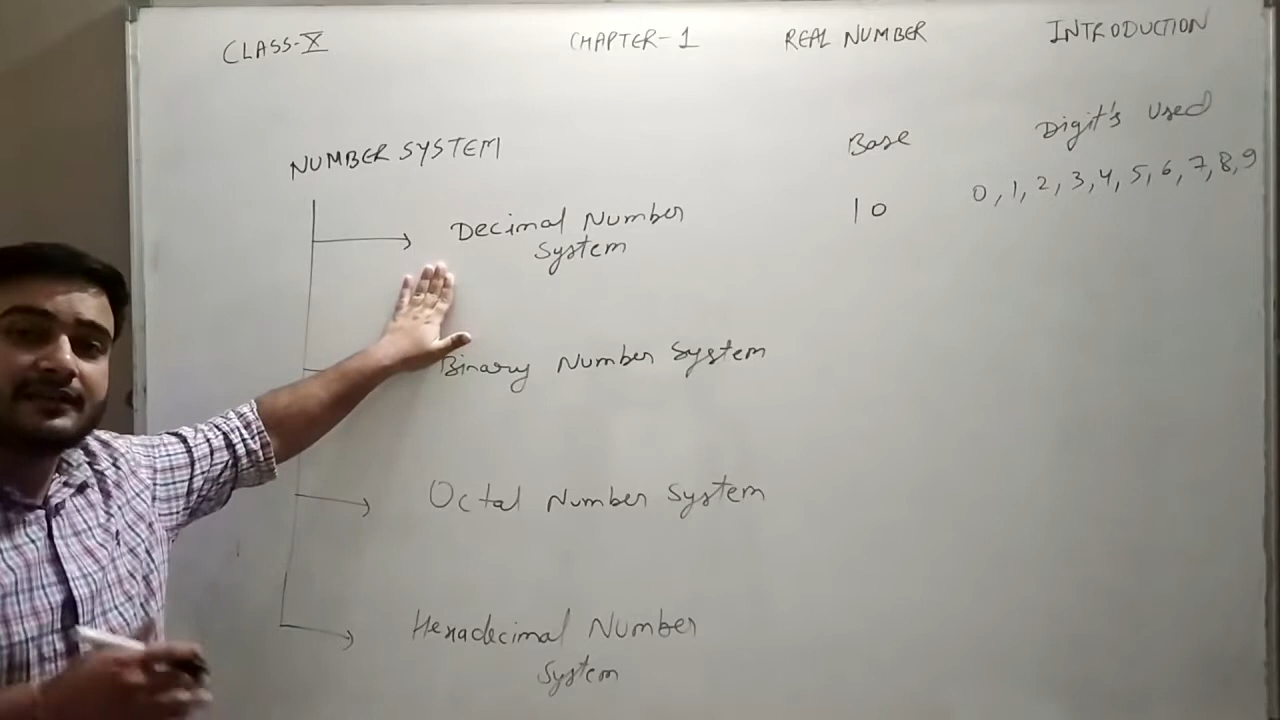 CLASS-X CHAPTER-1 REAL NUMBER INTRODUCTION
NUMBER SYSTEM Base Digit's Used
Decimal Number 10 0, 1, 2, 3, 4, 5, 6, 7, 8, 9
System
Binary Number System
Octal Number System
Hexadecimal Number
System